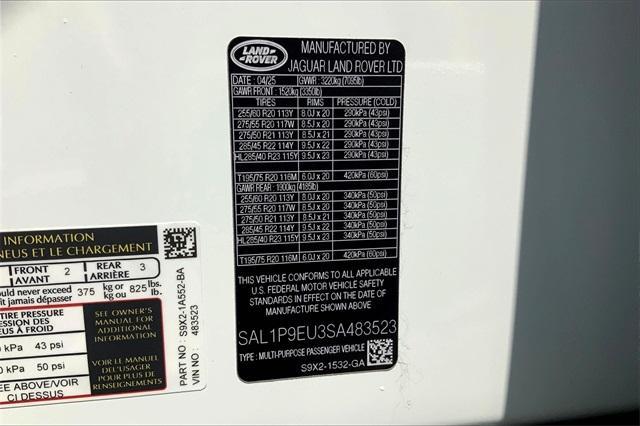 LAND
ROVER
MANUFACTURED BY
JAGUAR LAND ROVER LTD
DATE : 04/25 GVWR : 3220kg (7095lb)
GAWR FRONT : 1520kg (3350lb)
TIRES RIMS PRESSURE (COLD)
255/60 R20 113Y 8.0J x 20 290kPa (43psi)
275/55 R20 117W 8.5J x 20 290kPa (43psi)
275/50 R21 113Y 8.5J x 21 290kPa (43psi)
285/45 R22 114Y 9.5J x 22 290kPa (43psi)
HL285/40 R23 115Y 9.5J x 23 290kPa (43psi)
T195/75 R20 116M 6.0J x 20 420kPa (60psi)
GAWR REAR : 1900kg (4185lb)
255/60 R20 113Y 8.0J x 20 340kPa (50psi)
275/55 R20 117W 8.5J x 20 340kPa (50psi)
275/50 R21 113Y 8.5J x 21 340kPa (50psi)
285/45 R22 114Y 9.5J x 22 340kPa (50psi)
HL285/40 R23 115Y 9.5J x 23 340kPa (50psi)
T195/75 R20 116M 6.0J x 20 420kPa (60psi)
THIS VEHICLE CONFORMS TO ALL APPLICABLE
U.S. FEDERAL MOTOR VEHICLE SAFETY
STANDARDS IN EFFECT ON THE DATE OF
MANUFACTURE SHOWN ABOVE.
SAL1P9EU3SA483523
TYPE : MULTI-PURPOSE PASSENGER VEHICLE
S9X2-1532-GA
INFORMATION
NEUS ET LE CHARGEMENT
FRONT 2 REAR 3
AVANT ARRIÈRE
ould never exceed 375 kg or 825 lbs.
it jamais dépasser kg ou lb.
TIRE PRESSURE
ESSION DES
S À FROID
kPa 43 psi
kPa 50 psi
EE ABOVE/VOIR
CI DESSUS
SEE OWNER'S
MANUAL FOR
ADDITIONAL
INFORMATION
VOIR LE MANUEL
DE L'USAGER
POUR PLUS DE
RENSEIGNEMENTS
PART NO: S9X2-1A552-BA
VIN NO: 483523